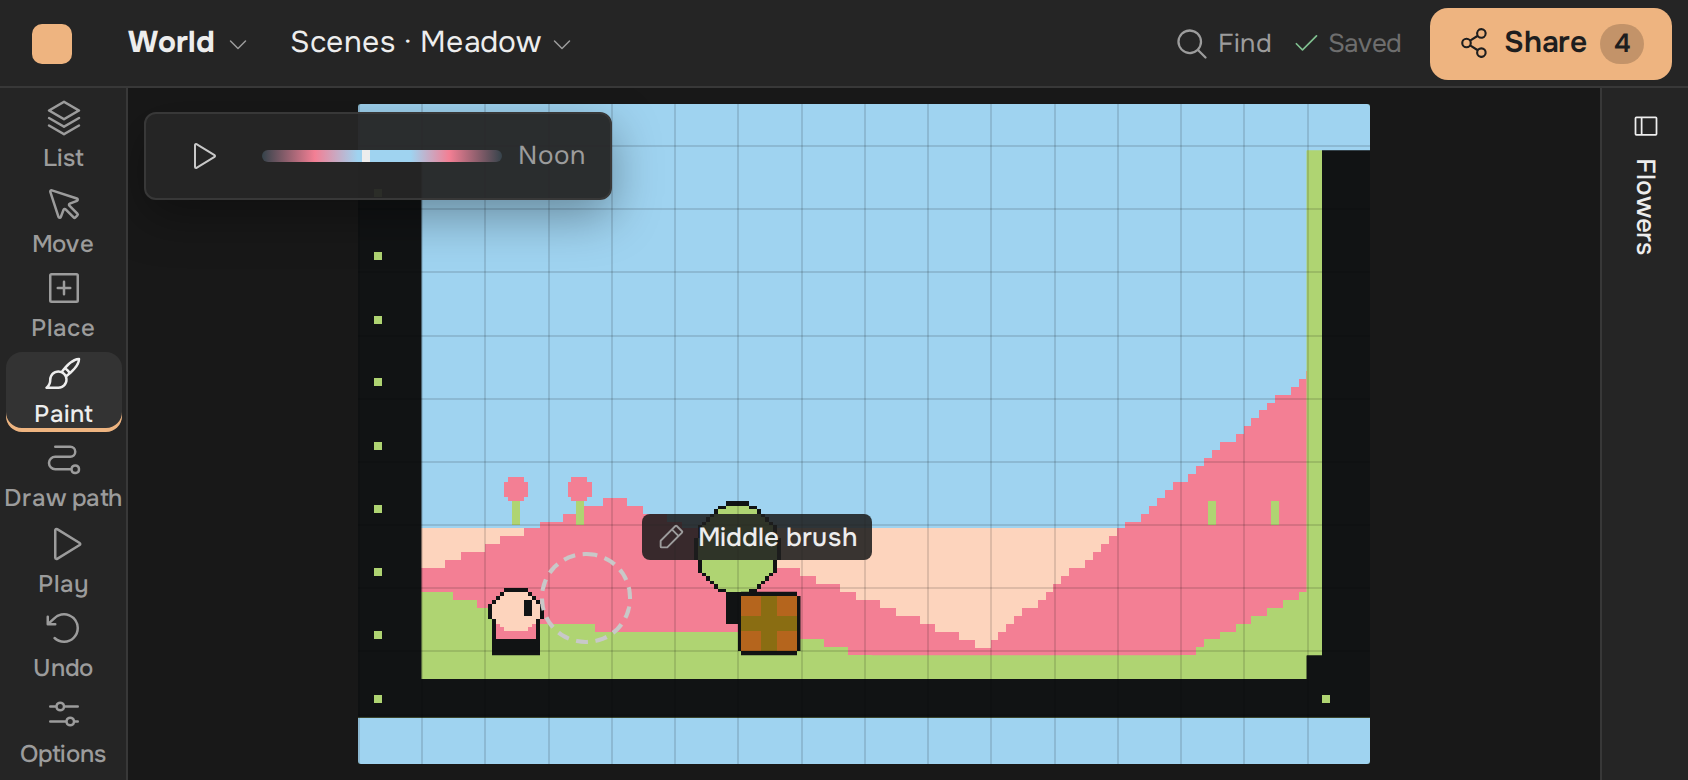 World
Scenes · Meadow
Find
Saved
Share 4
List
Move
Place
Paint
Draw path
Play
Undo
Options
Noon
Middle brush
Flowers